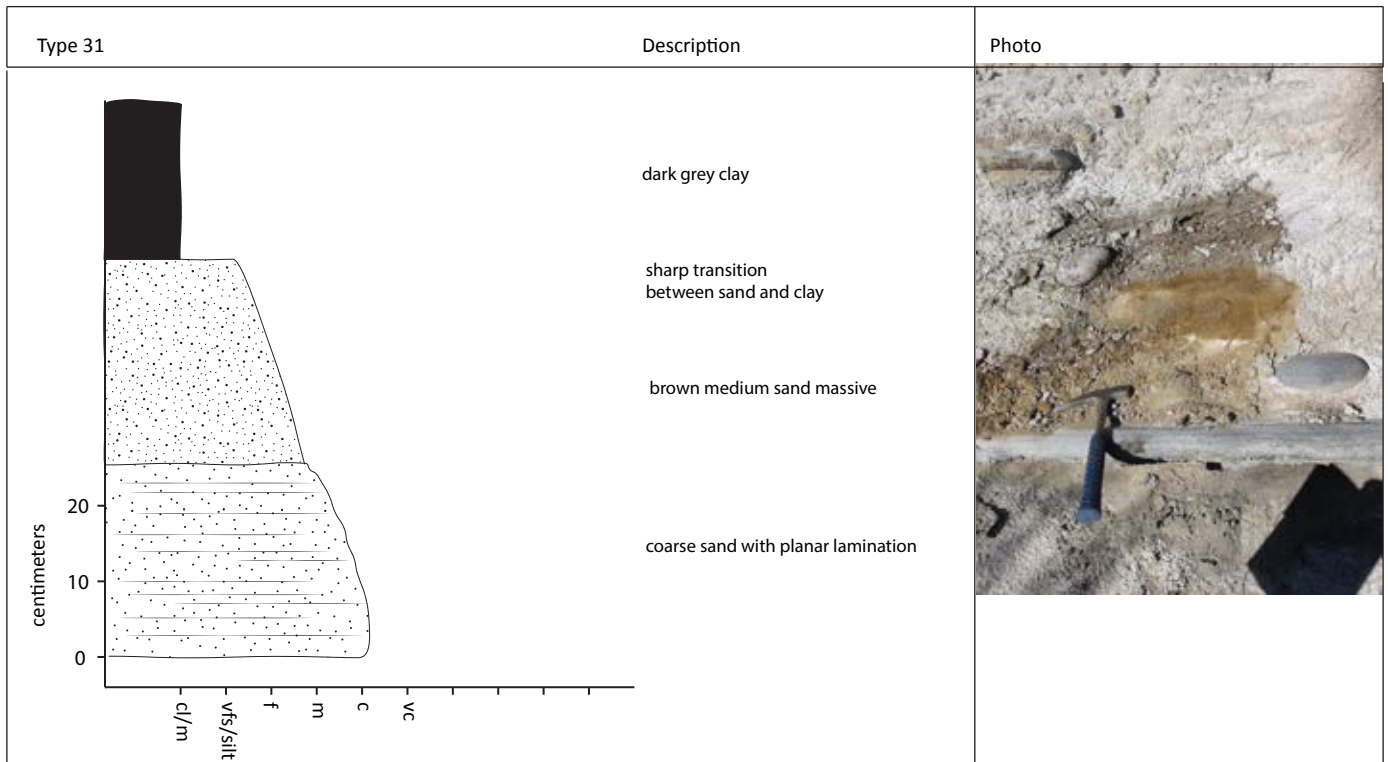 Type 31
Description
Photo
dark grey clay
sharp transition
between sand and clay
brown medium sand massive
coarse sand with planar lamination
centimeters
20
10
0
cl/m
vfs/silt
f
m
c
vc